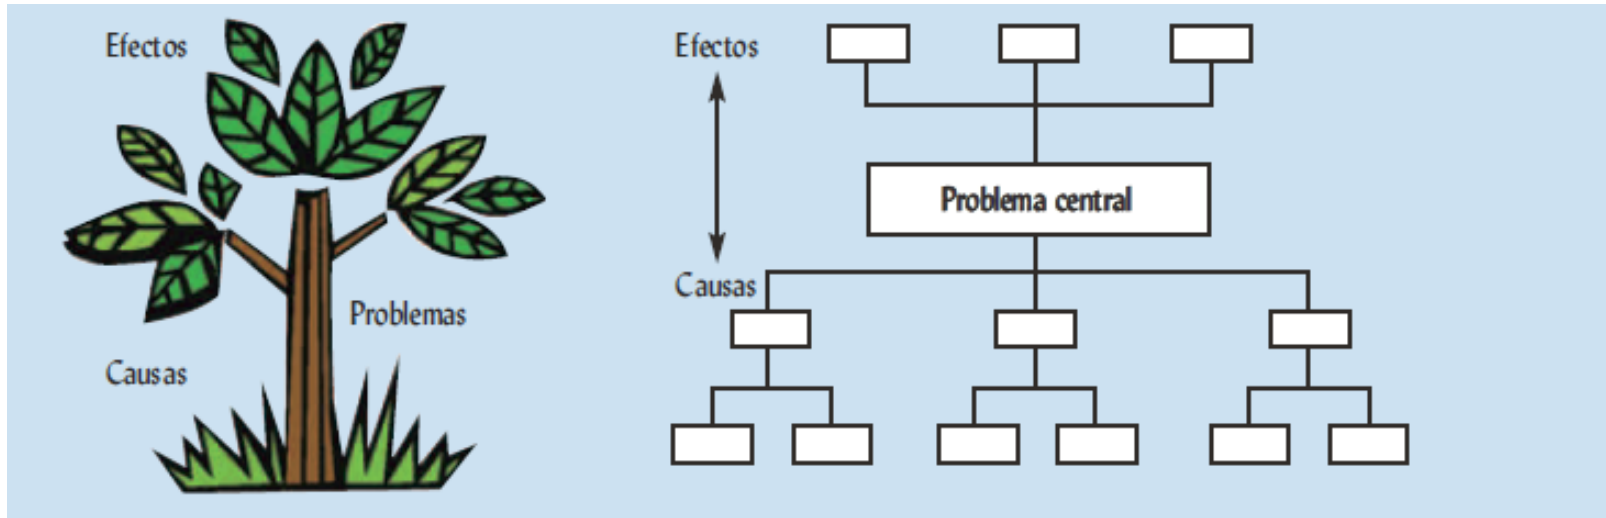 Efectos
Problemas
Causas
Efectos
Problema central
Causas